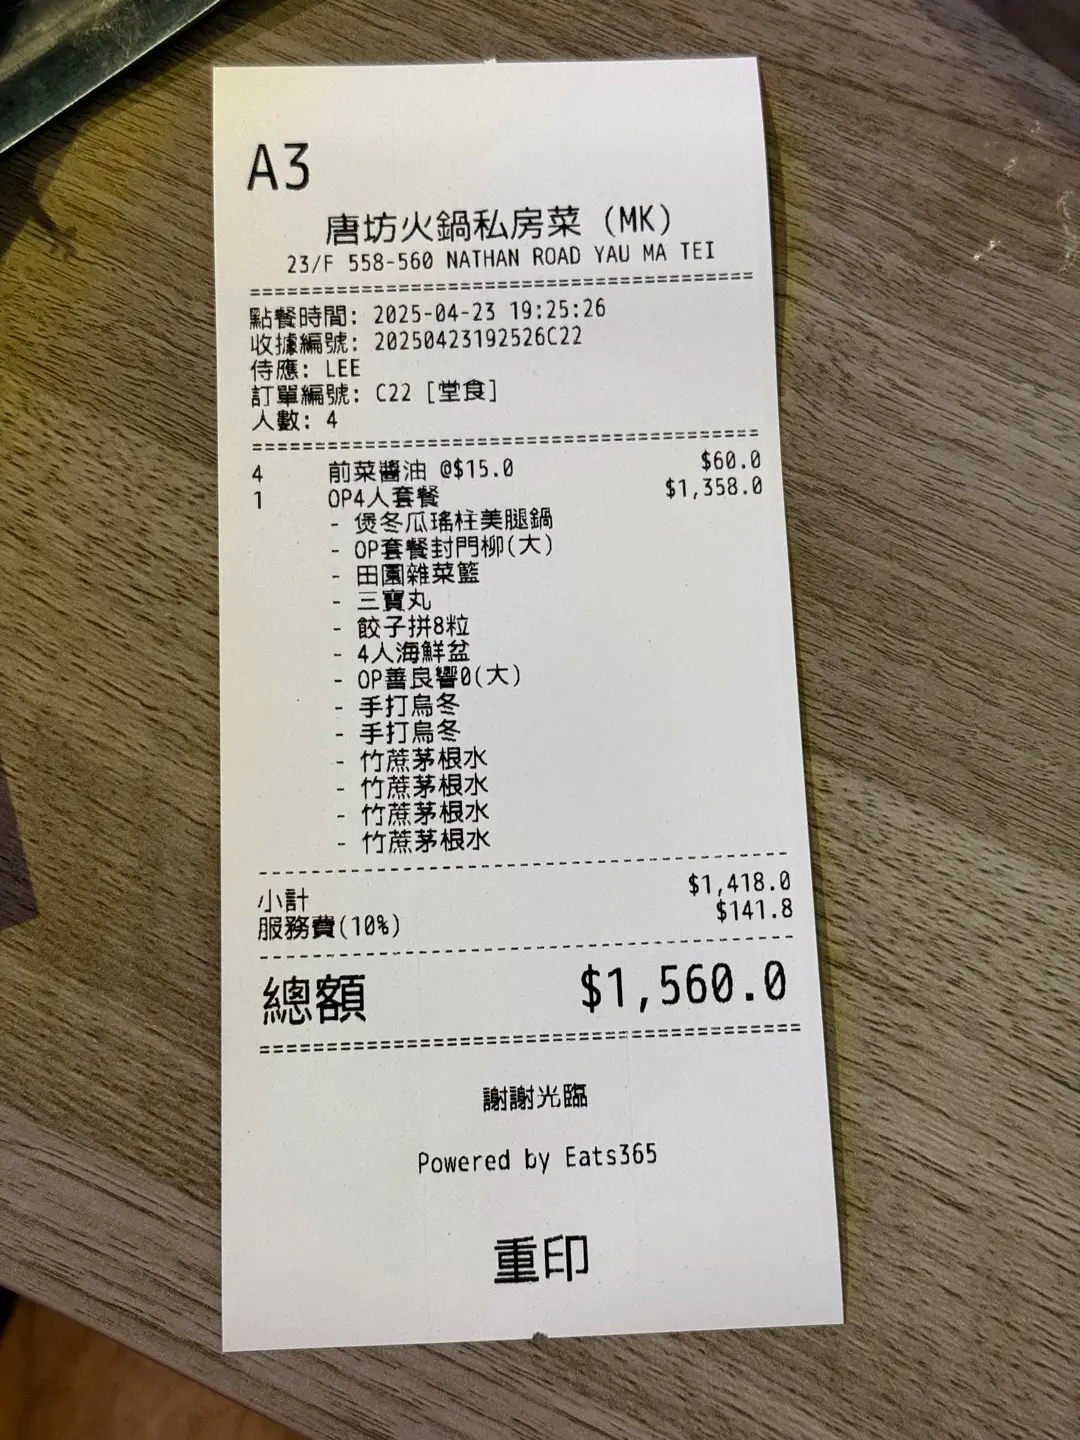 A3
唐坊火鍋私房菜 (MK)
23/F 558-560 NATHAN ROAD YAU MA TEI
點餐時間: 2025-04-23 19:25:26
收據編號: 20250423192526C22
侍應: LEE
訂單編號: C22 [堂食]
人數: 4
4 前菜醬油 @$15.0 $60.0
1 OP4人套餐 $1,358.0
- 煲冬瓜瑤柱美腿鍋
- OP套餐封門柳(大)
- 田園雜菜籃
- 三寶丸
- 餃子拼8粒
- 4人海鮮盆
- OP善良響0(大)
- 手打烏冬
- 手打烏冬
- 竹蔗茅根水
- 竹蔗茅根水
- 竹蔗茅根水
- 竹蔗茅根水
小計 $1,418.0
服務費(10%) $141.8
總額 $1,560.0
謝謝光臨
Powered by Eats365
重印